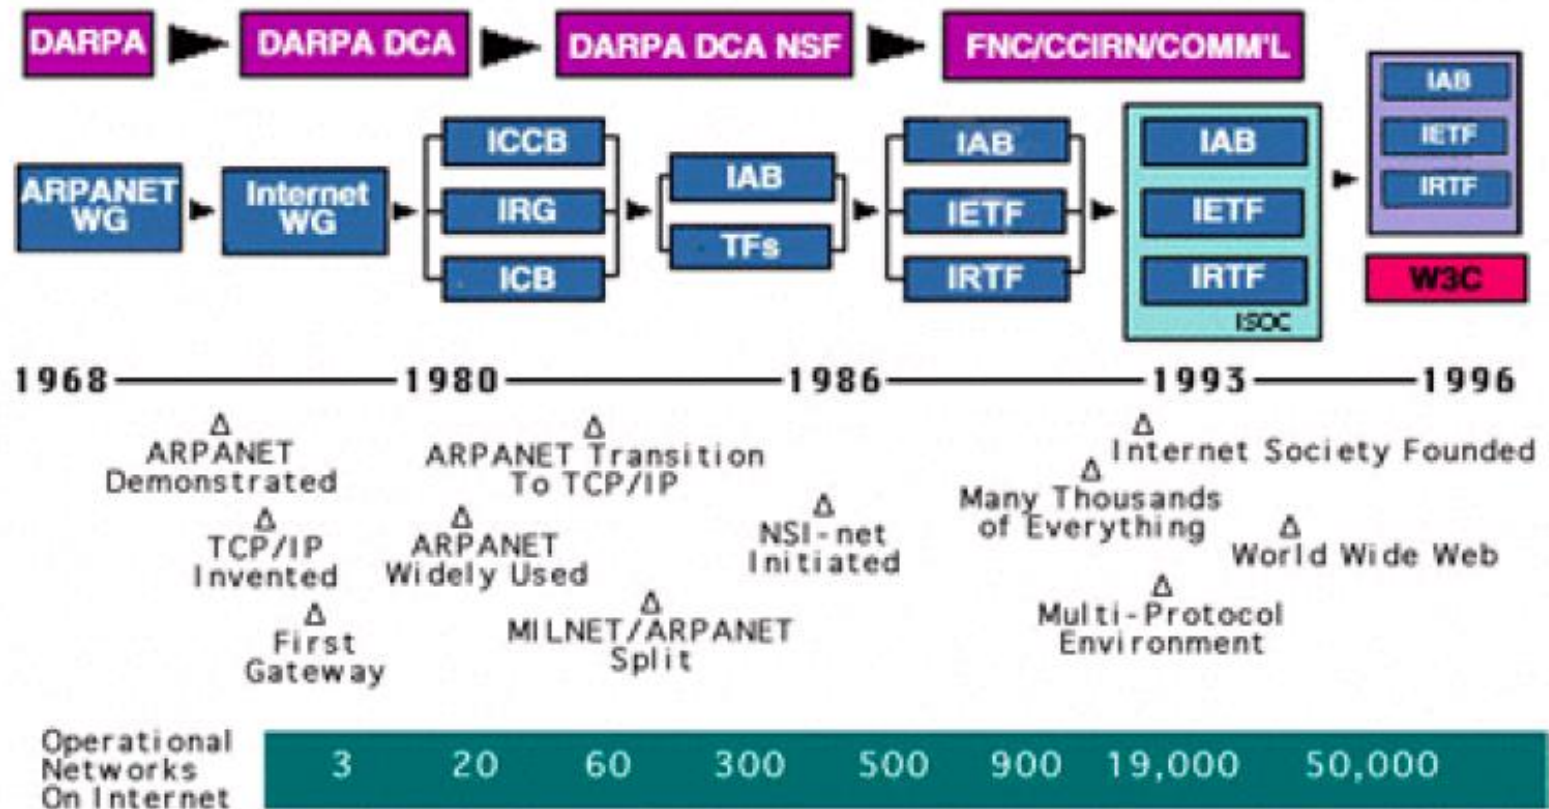 DARPA
DARPA DCA
DARPA DCA NSF
FNC/CCIRN/COMM'L
ARPANET
WG
Internet
WG
ICCB
IRG
ICB
IAB
TFs
IAB
IETF
IRTF
IAB
IETF
IRTF
ISOC
IAB
IETF
IRTF
W3C
1968
1980
1986
1993
1996
Δ
ARPANET
Demonstrated
Δ
TCP/IP
Invented
Δ
First
Gateway
Δ
ARPANET Transition
To TCP/IP
Δ
ARPANET
Widely Used
Δ
MILNET/ARPANET
Split
Δ
NSI-net
Initiated
Δ
Internet Society Founded
Δ
Many Thousands
of Everything
Δ
World Wide Web
Δ
Multi-Protocol
Environment
Operational
Networks
On Internet
3 20 60 300 500 900 19,000 50,000